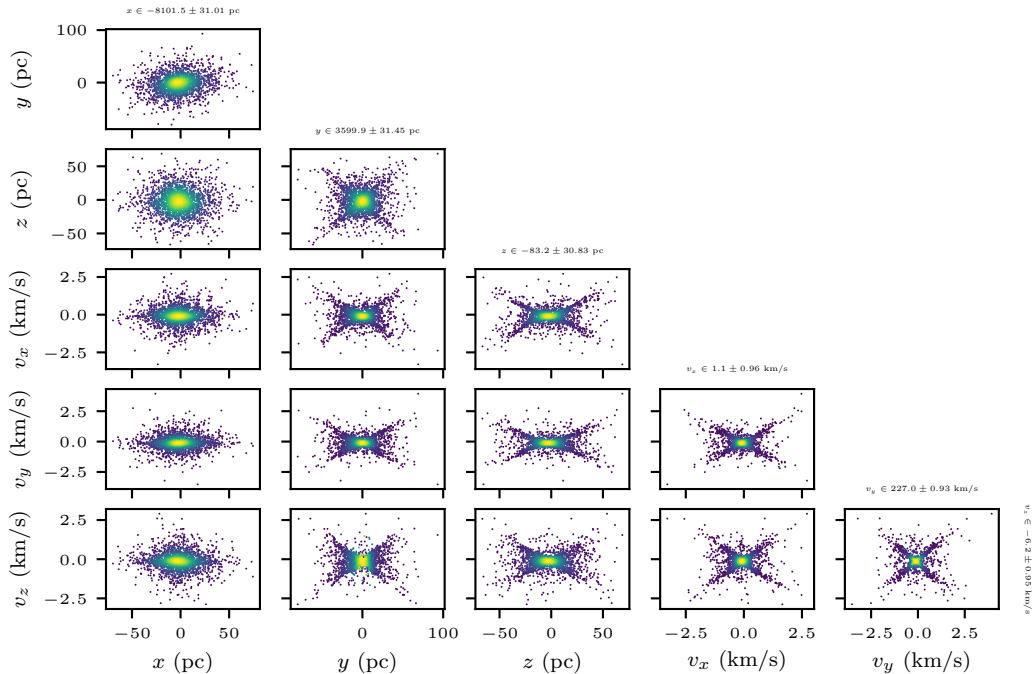 x ∈ −8101.5 ± 31.01 pc
100
0
y (pc)
y ∈ 3599.9 ± 31.45 pc
50
0
−50
z (pc)
z ∈ −83.2 ± 30.83 pc
2.5
0.0
−2.5
v_x (km/s)
v_x ∈ 1.1 ± 0.96 km/s
2.5
0.0
−2.5
v_y (km/s)
v_y ∈ 227.0 ± 0.93 km/s
2.5
0.0
−2.5
v_z (km/s)
v_z ∈ −6.2 ± 0.95 km/s
−50 0 50 0 100 −50 0 50 −2.5 0.0 2.5 −2.5 0.0 2.5
x (pc) y (pc) z (pc) v_x (km/s) v_y (km/s)